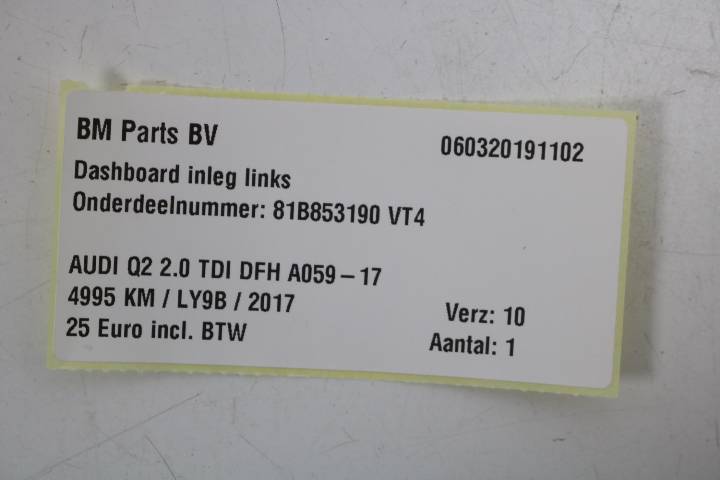 BM Parts BV
060320191102
Dashboard inleg links
Onderdeelnummer: 81B853190 VT4
AUDI Q2 2.0 TDI DFH A059 – 17
4995 KM / LY9B / 2017
Verz: 10
25 Euro incl. BTW
Aantal: 1